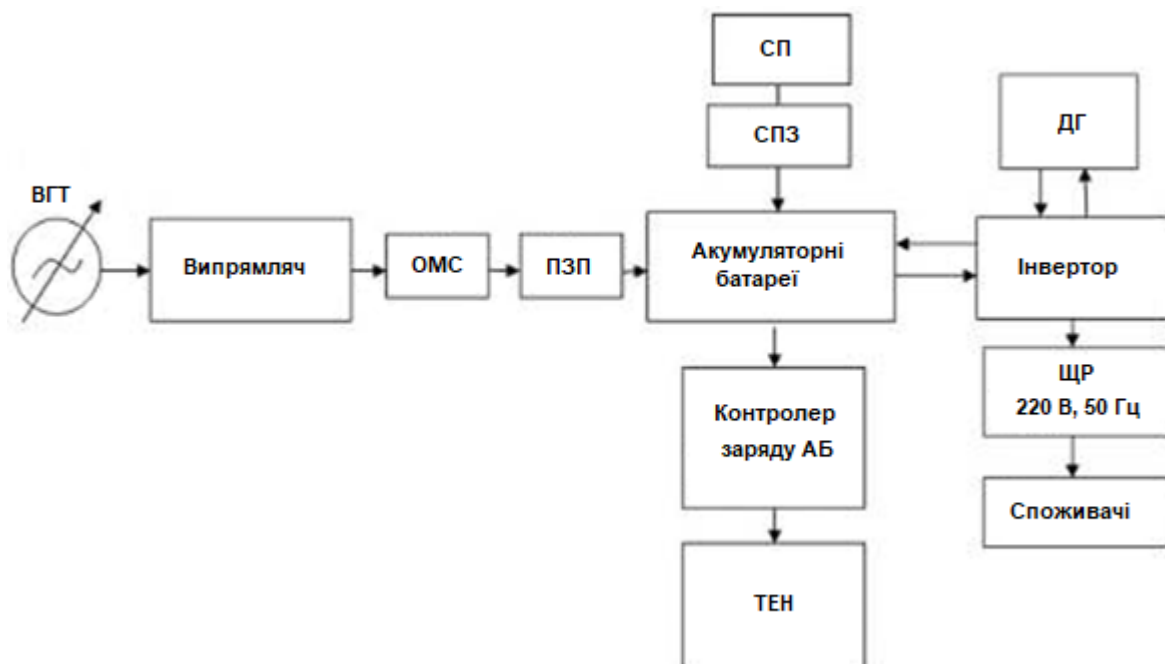 СП
ДГ
СПЗ
ВГТ
Випрямляч
ОМС
ПЗП
Акумуляторні
батареї
Інвертор
ЩР
220 В, 50 Гц
Контролер
заряду АБ
Споживачі
ТЕН